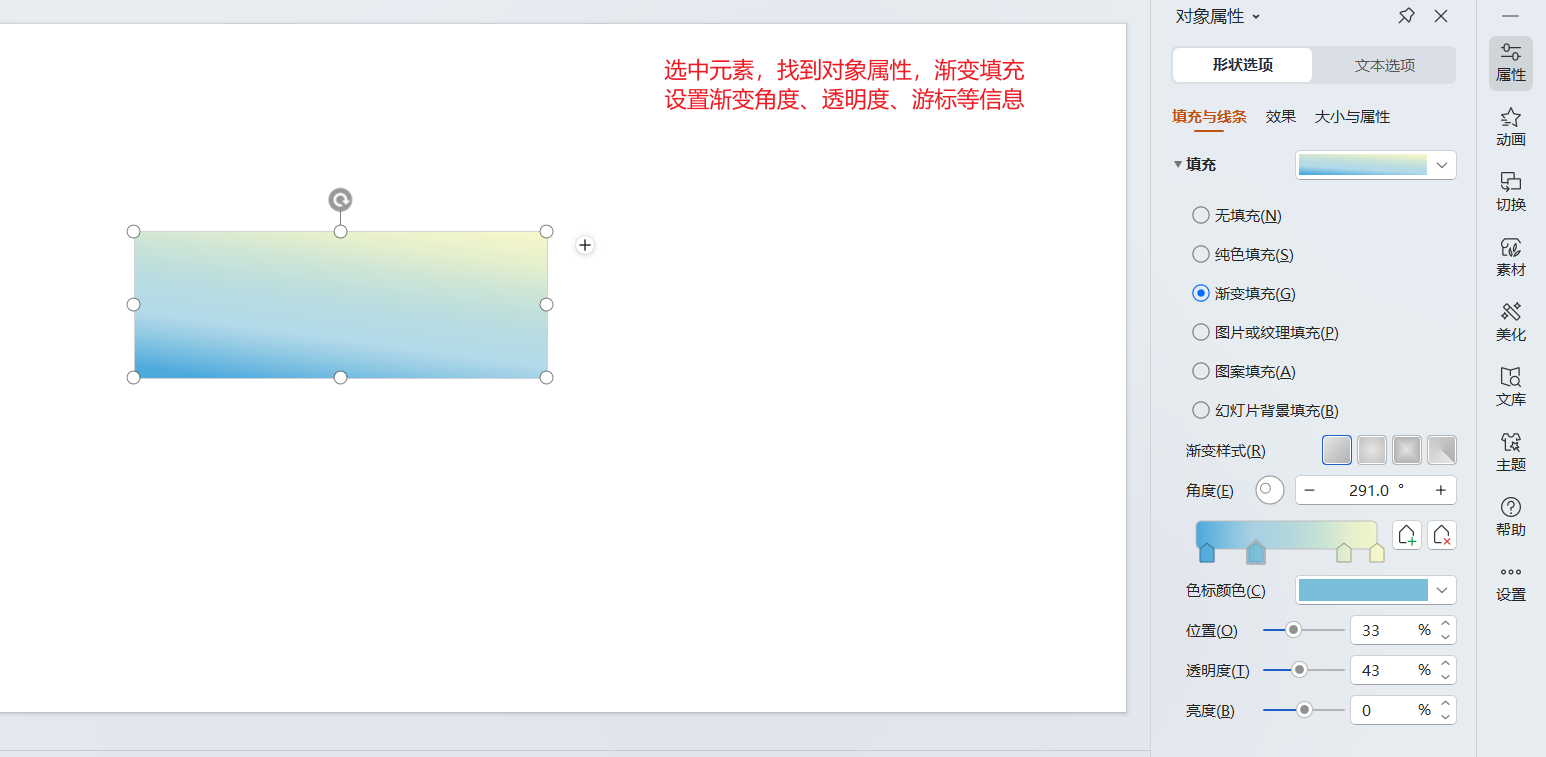 对象属性
形状选项 文本选项
填充与线条 效果 大小与属性
选中元素，找到对象属性，渐变填充
设置渐变角度、透明度、游标等信息
填充
无填充(N)
纯色填充(S)
渐变填充(G)
图片或纹理填充(P)
图案填充(A)
幻灯片背景填充(B)
渐变样式(R)
角度(E) − 291.0 ° +
色标颜色(C)
位置(O) 33 %
透明度(T) 43 %
亮度(B) 0 %
属性
动画
切换
素材
美化
文库
主题
帮助
设置